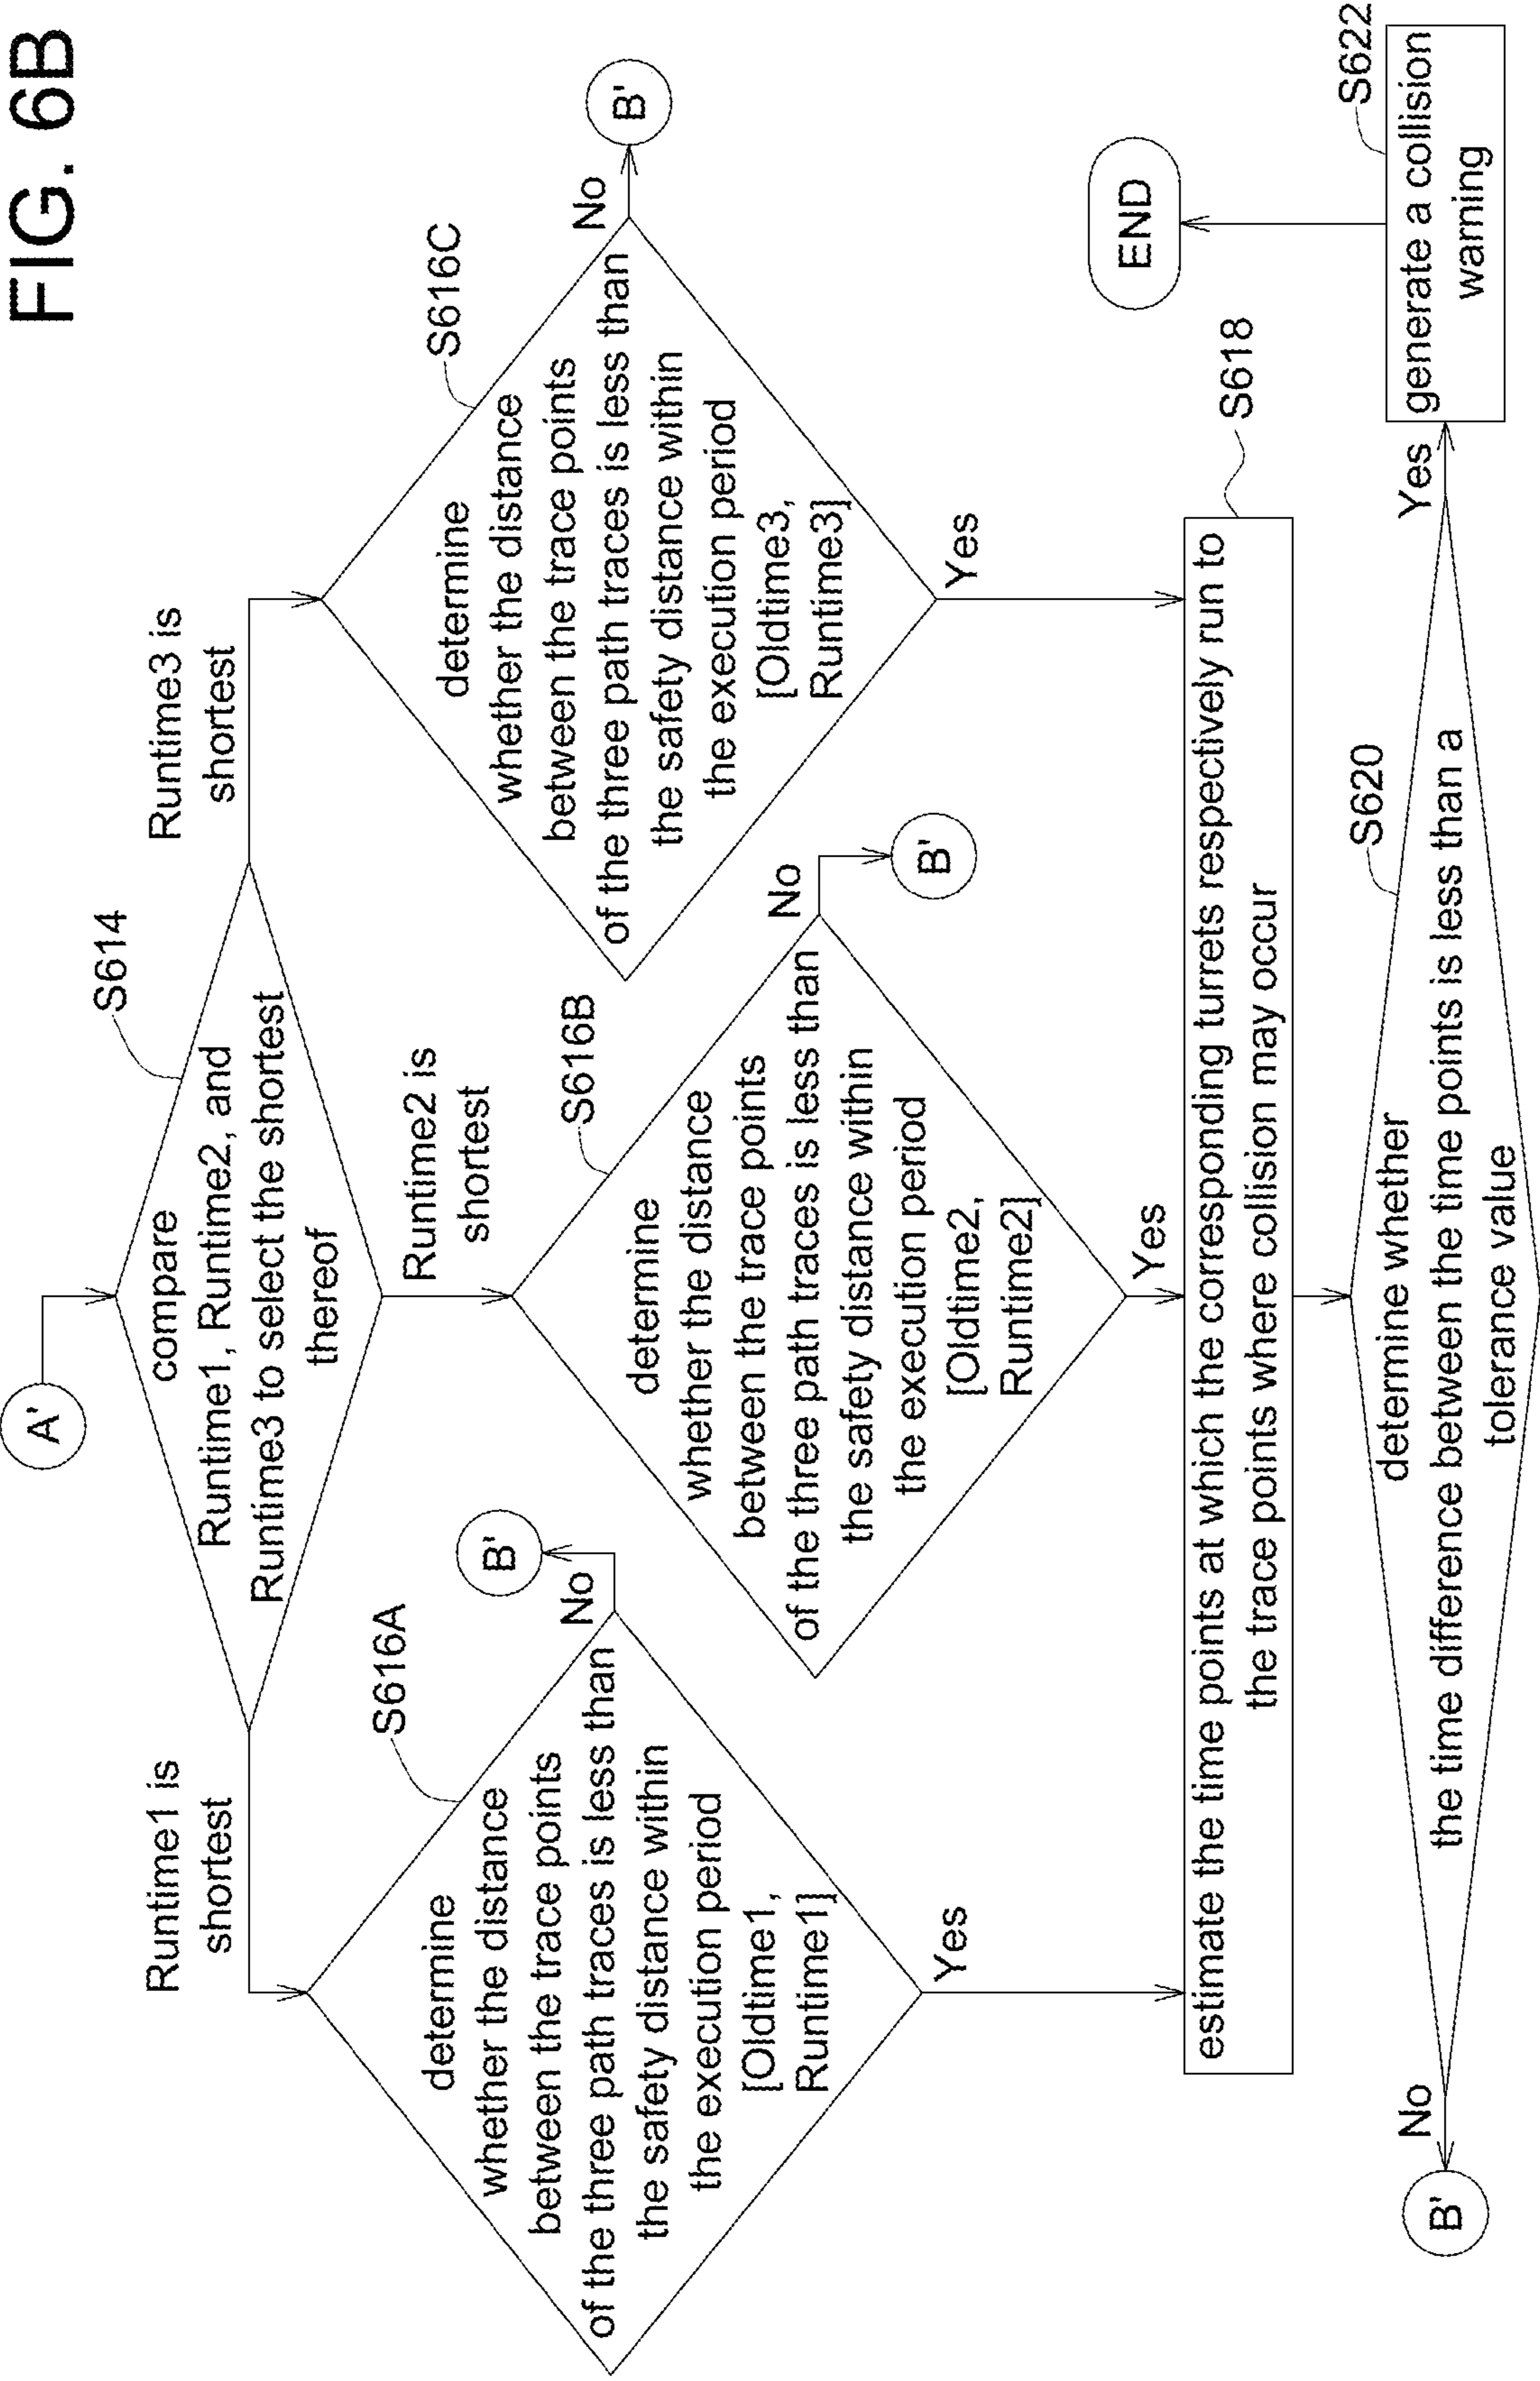 FIG. 6B
A'
S614
compare
Runtime1, Runtime2, and
Runtime3 to select the shortest
thereof
Runtime1 is
shortest
Runtime2 is
shortest
Runtime3 is
shortest
S616A
determine
whether the distance
between the trace points
of the three path traces is less than
the safety distance within
the execution period
[Oldtime1,
Runtime1]
No
B'
Yes
S616B
determine
whether the distance
between the trace points
of the three path traces is less than
the safety distance within
the execution period
[Oldtime2,
Runtime2]
No
B'
Yes
S616C
determine
whether the distance
between the trace points
of the three path traces is less than
the safety distance within
the execution period
[Oldtime3,
Runtime3]
No
B'
Yes
S618
estimate the time points at which the corresponding turrets respectively run to
the trace points where collision may occur
S620
determine whether
the time difference between the time points is less than a
tolerance value
No
B'
Yes
S622
generate a collision
warning
END